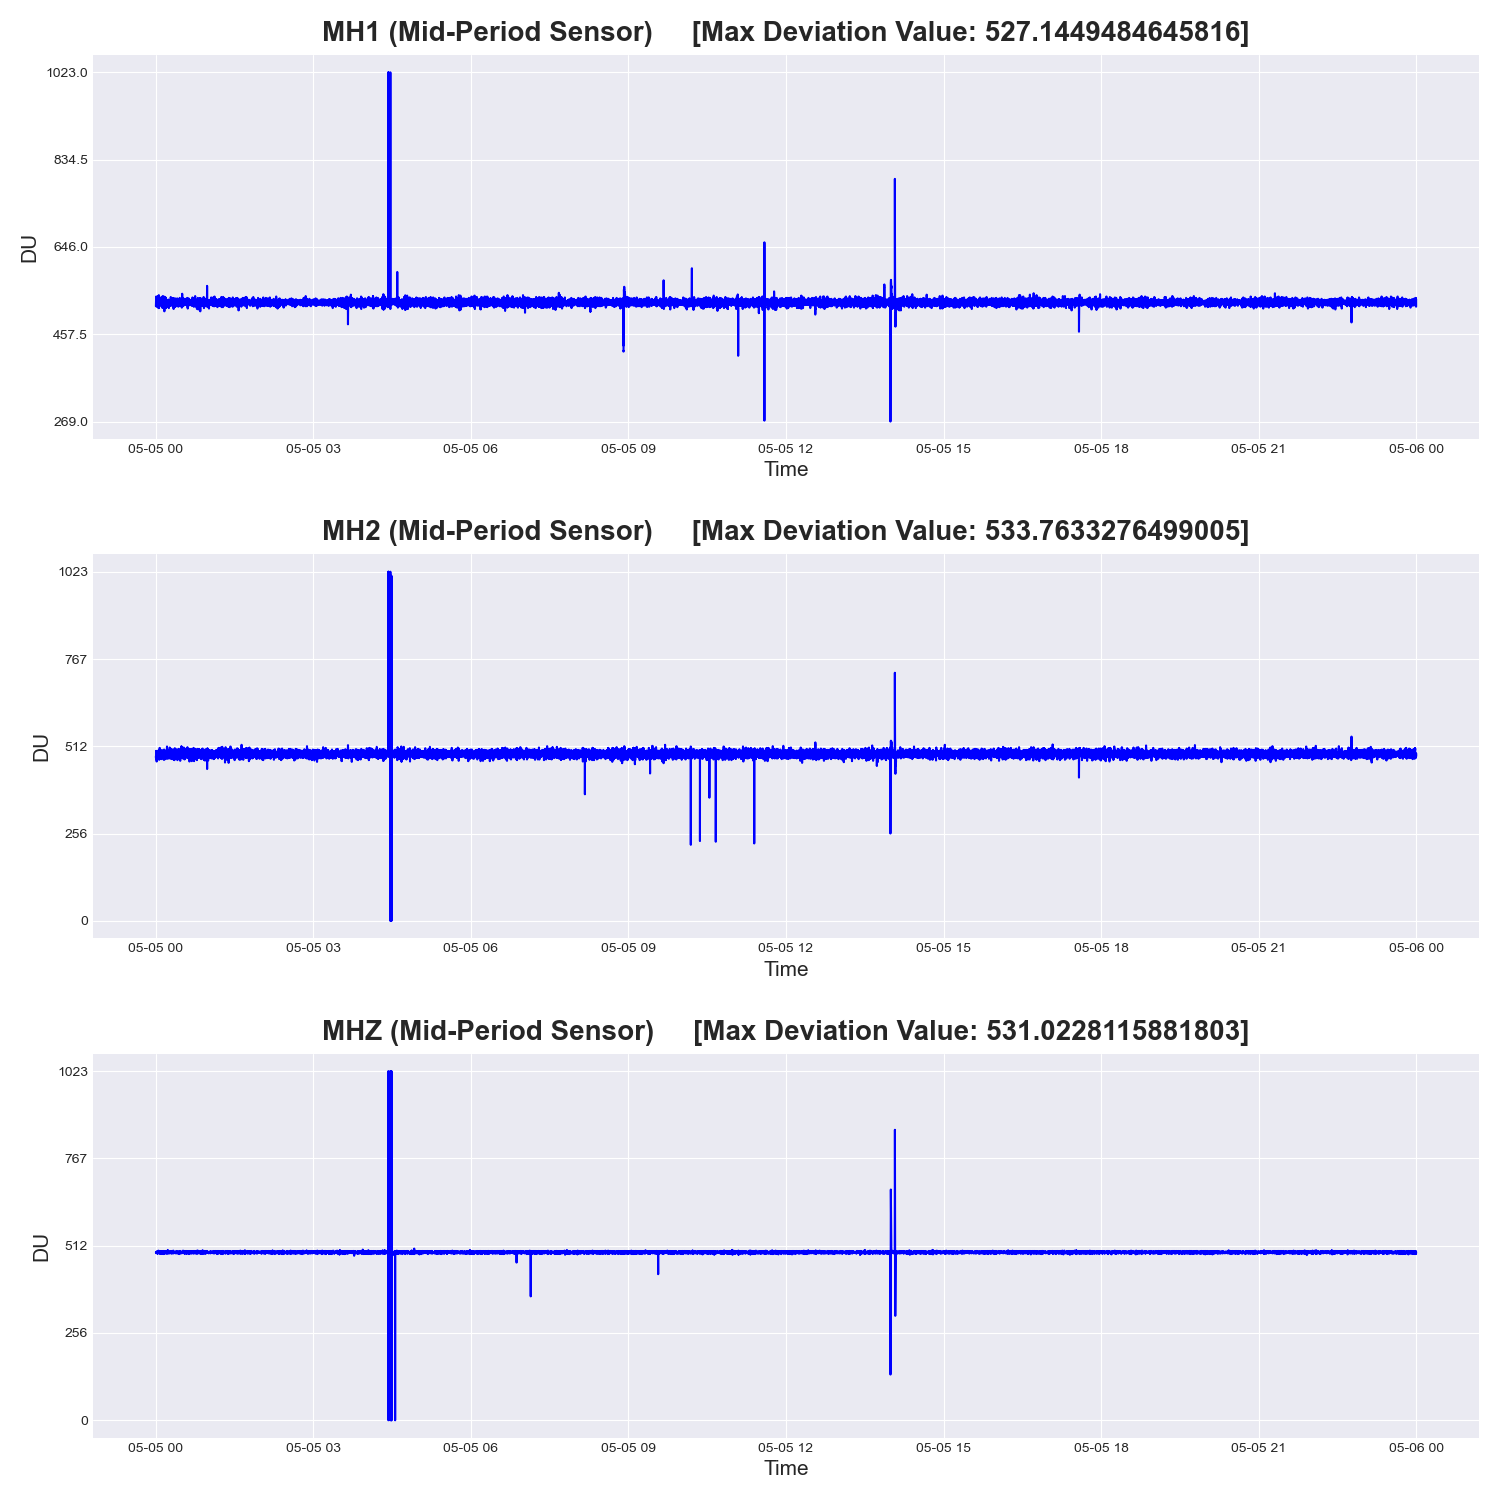 MH1 (Mid-Period Sensor) [Max Deviation Value: 527.1449484645816]
1023.0
834.5
646.0
457.5
269.0
DU
05-05 00 05-05 03 05-05 06 05-05 09 05-05 12 05-05 15 05-05 18 05-05 21 05-06 00
Time
MH2 (Mid-Period Sensor) [Max Deviation Value: 533.7633276499005]
1023
767
512
256
0
DU
05-05 00 05-05 03 05-05 06 05-05 09 05-05 12 05-05 15 05-05 18 05-05 21 05-06 00
Time
MHZ (Mid-Period Sensor) [Max Deviation Value: 531.0228115881803]
1023
767
512
256
0
DU
05-05 00 05-05 03 05-05 06 05-05 09 05-05 12 05-05 15 05-05 18 05-05 21 05-06 00
Time